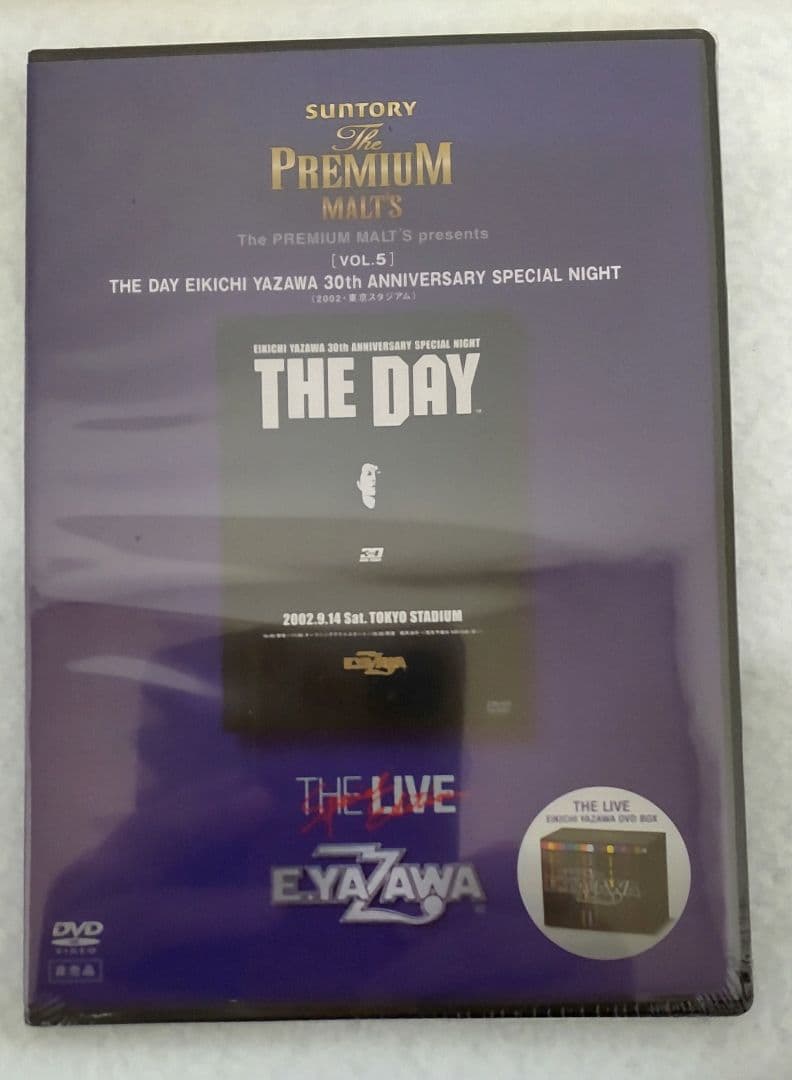 SUNTORY
The
PREMIUM
MALT'S
The PREMIUM MALT'S presents
[VOL.5]
THE DAY EIKICHI YAZAWA 30th ANNIVERSARY SPECIAL NIGHT
(2002・東京スタジアム)
EIKICHI YAZAWA 30th ANNIVERSARY SPECIAL NIGHT
THE DAY
2002.9.14 Sat. TOKYO STADIUM
E.YAZAWA
THE LIVE
E.YAZAWA
THE LIVE
EIKICHI YAZAWA DVD BOX
E.YAZAWA
DVD
VIDEO
非売品